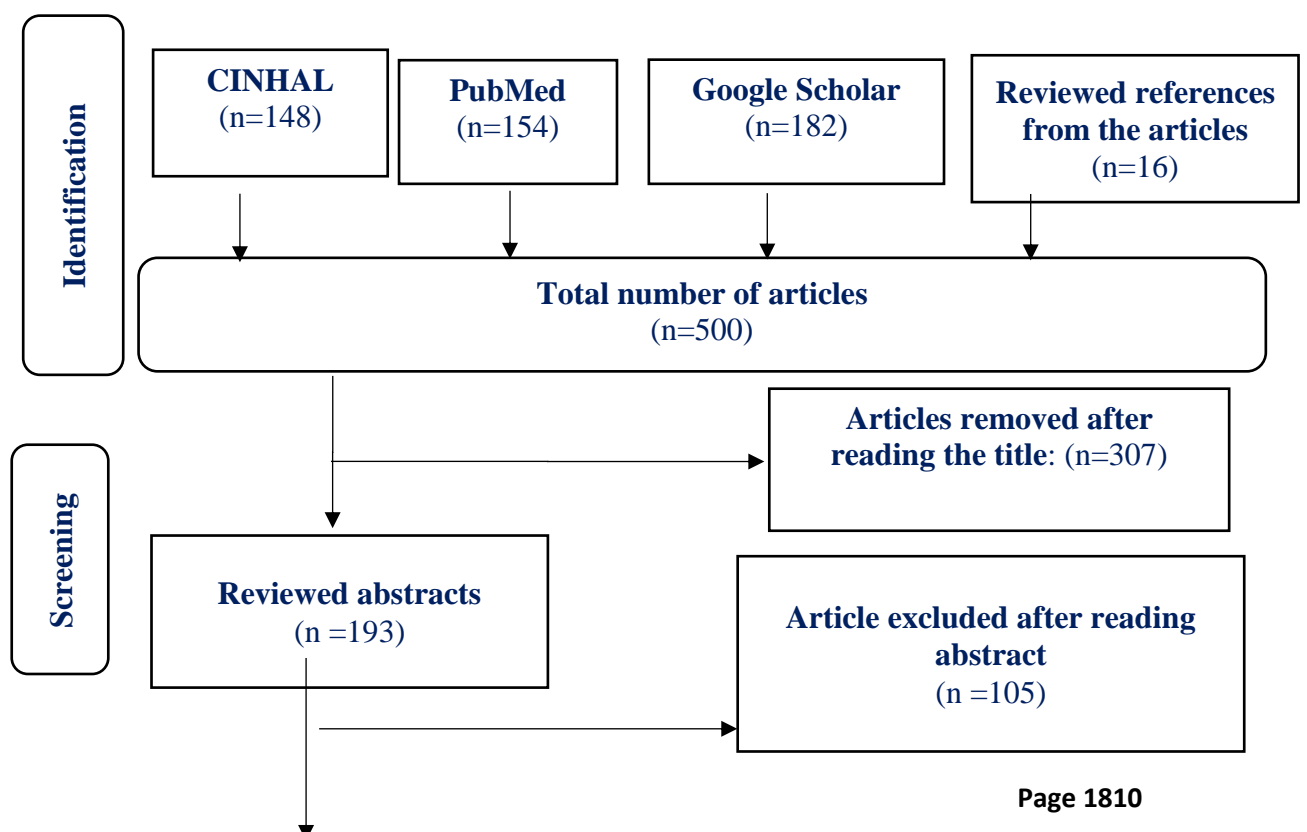 Identification
CINHAL
(n=148)
PubMed
(n=154)
Google Scholar
(n=182)
Reviewed references
from the articles
(n=16)
Total number of articles
(n=500)
Articles removed after
reading the title: (n=307)
Screening
Reviewed abstracts
(n =193)
Article excluded after reading
abstract
(n =105)
Page 1810